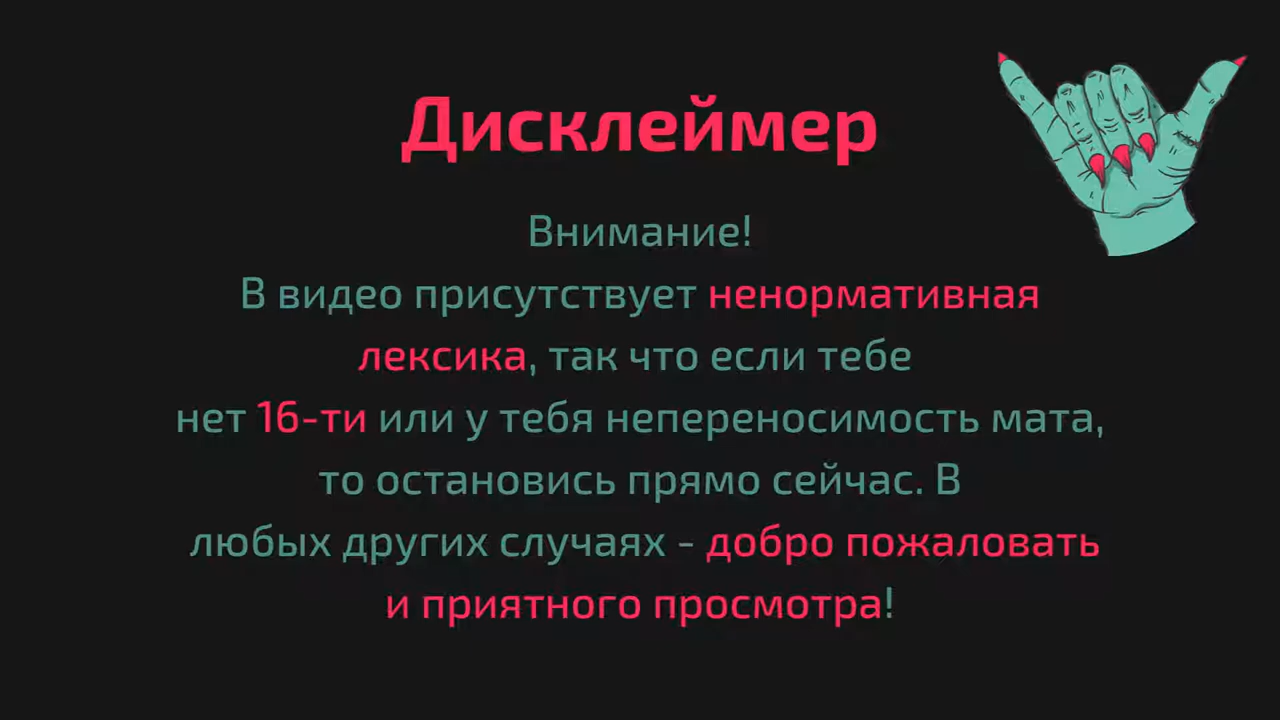 Дисклеймер
Внимание!
В видео присутствует ненормативная
лексика, так что если тебе
нет 16-ти или у тебя непереносимость мата,
то остановись прямо сейчас. В
любых других случаях - добро пожаловать
и приятного просмотра!